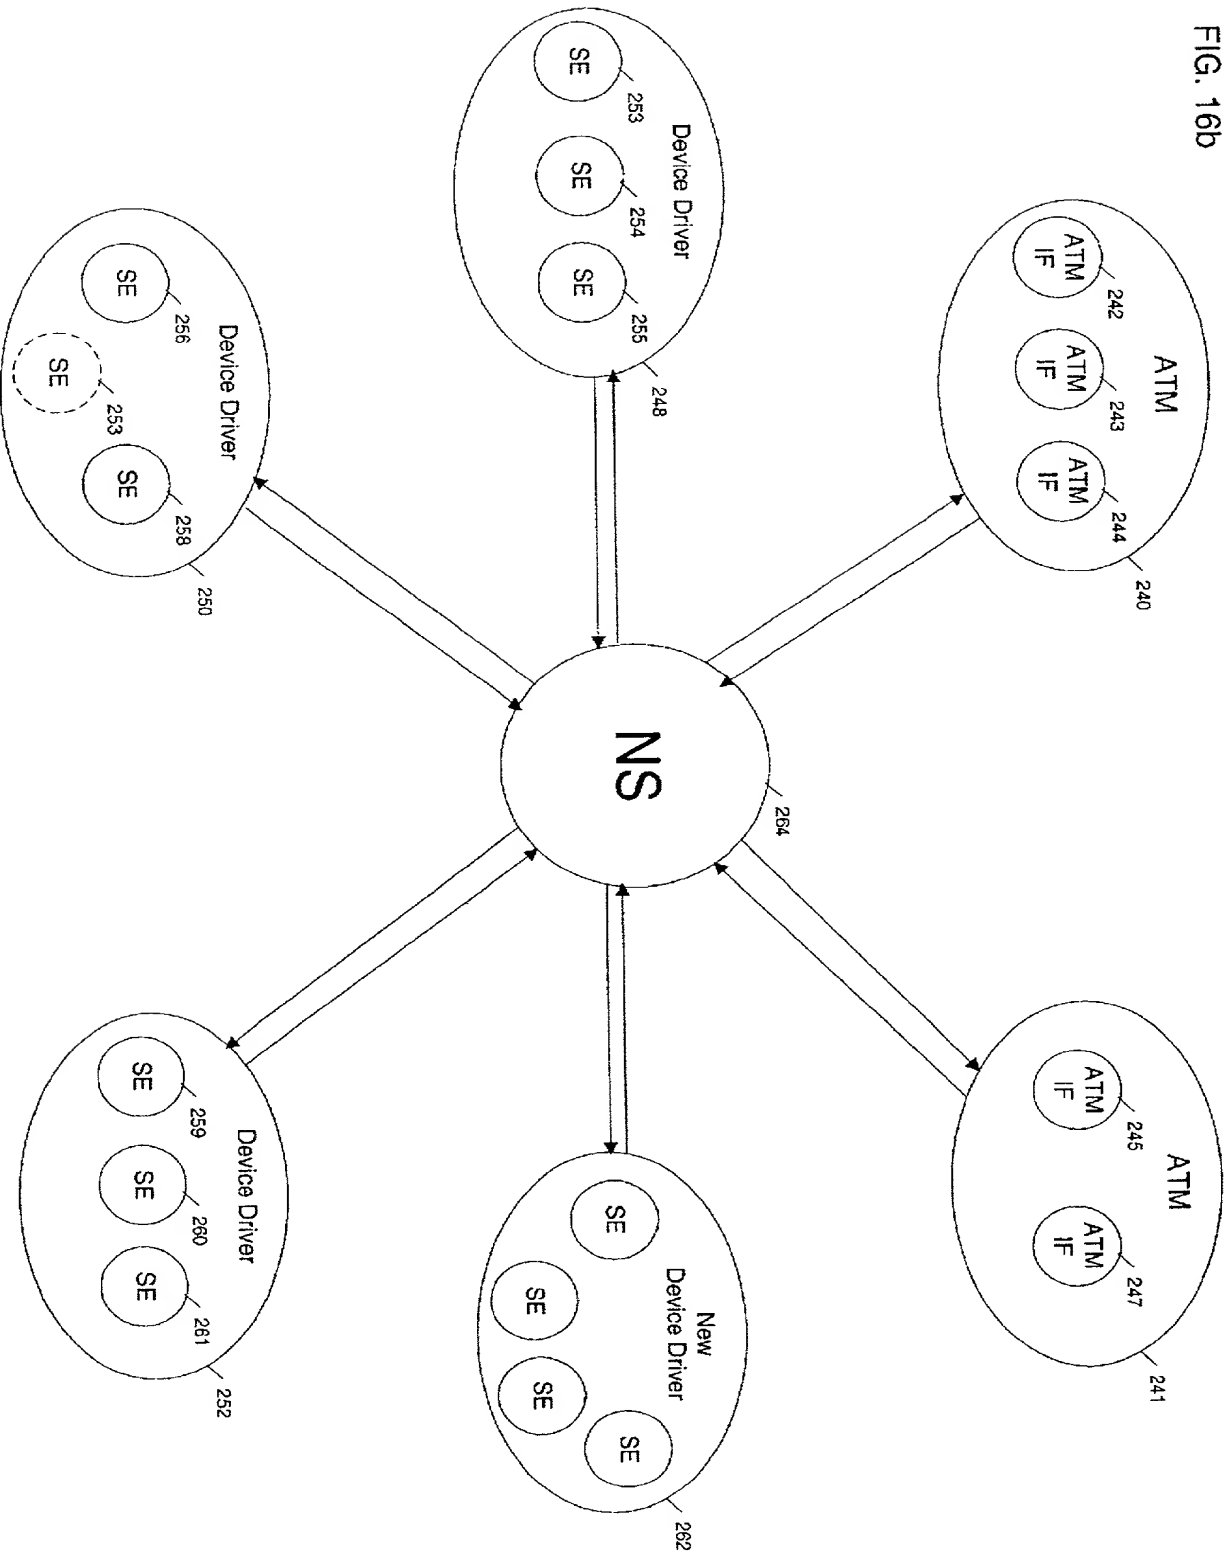 FIG. 16b
ATM
240
242
243
244
ATM
IF
ATM
IF
ATM
IF
ATM
241
245
247
ATM
IF
ATM
IF
Device Driver
248
253
254
255
SE
SE
SE
NS
264
New
Device Driver
262
SE
SE
SE
SE
Device Driver
250
256
253
258
SE
SE
SE
Device Driver
252
259
260
261
SE
SE
SE